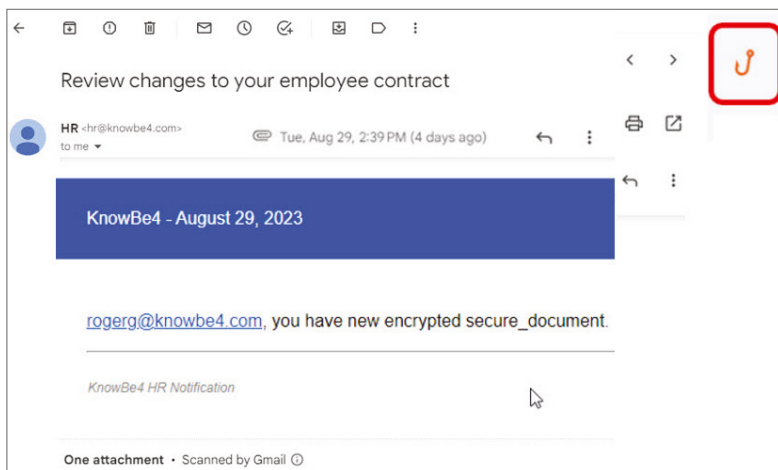 Review changes to your employee contract
HR <hr@knowbe4.com>
Tue, Aug 29, 2:39 PM (4 days ago)
to me
KnowBe4 - August 29, 2023
rogerg@knowbe4.com, you have new encrypted secure_document.
KnowBe4 HR Notification
One attachment • Scanned by Gmail